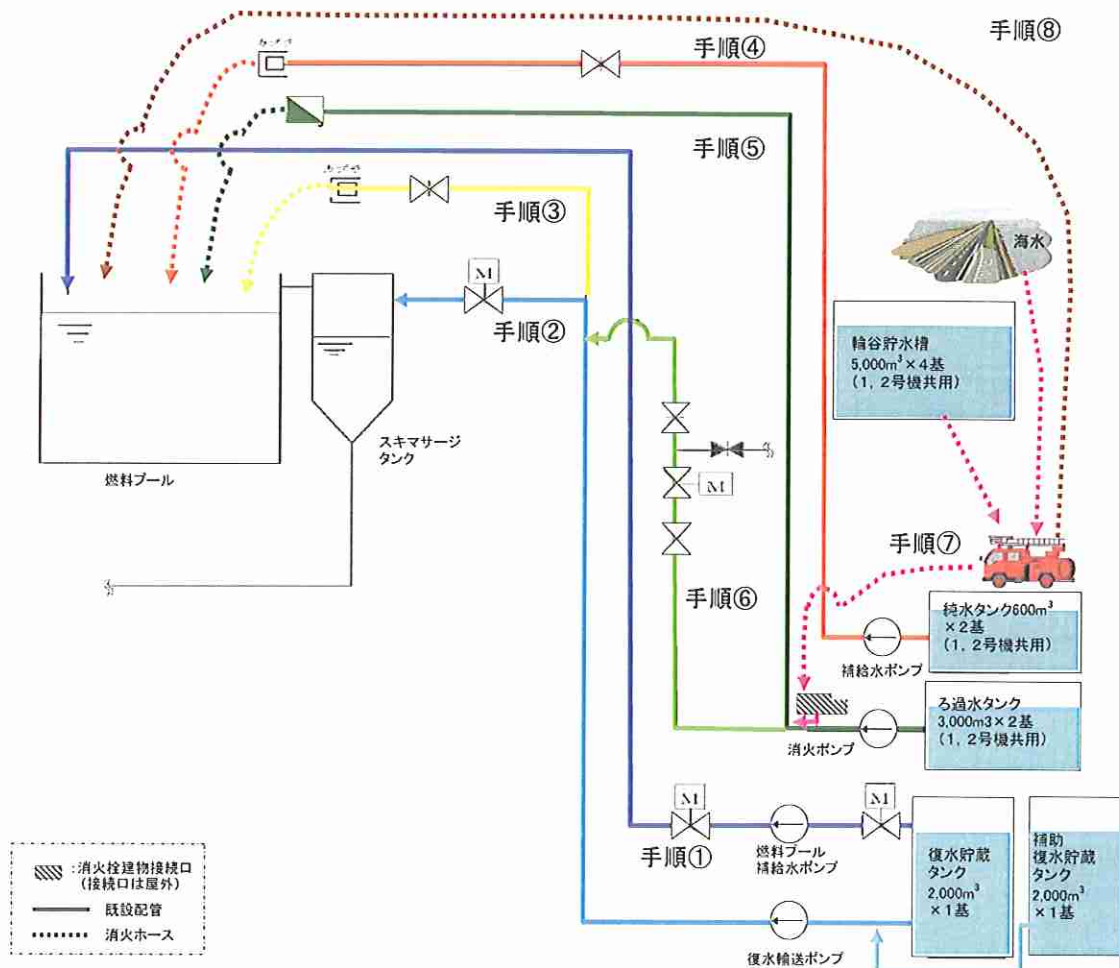 手順⑧
手順④
手順⑤
手順③
海水
手順②
輪谷貯水槽
5,000m³×4基
(1, 2号機共用)
スキマサージ
タンク
燃料プール
M
M
手順⑦
手順⑥
純水タンク600m³
×2基
(1, 2号機共用)
補給水ポンプ
ろ過水タンク
3,000m3×2基
(1, 2号機共用)
消火ポンプ
M
M
手順①
燃料プール
補給水ポンプ
復水貯蔵
タンク
2,000m³
×1基
補助
復水貯蔵
タンク
2,000m³
×1基
復水輸送ポンプ
:消火栓建物接続口
(接続口は屋外)
既設配管
消火ホース